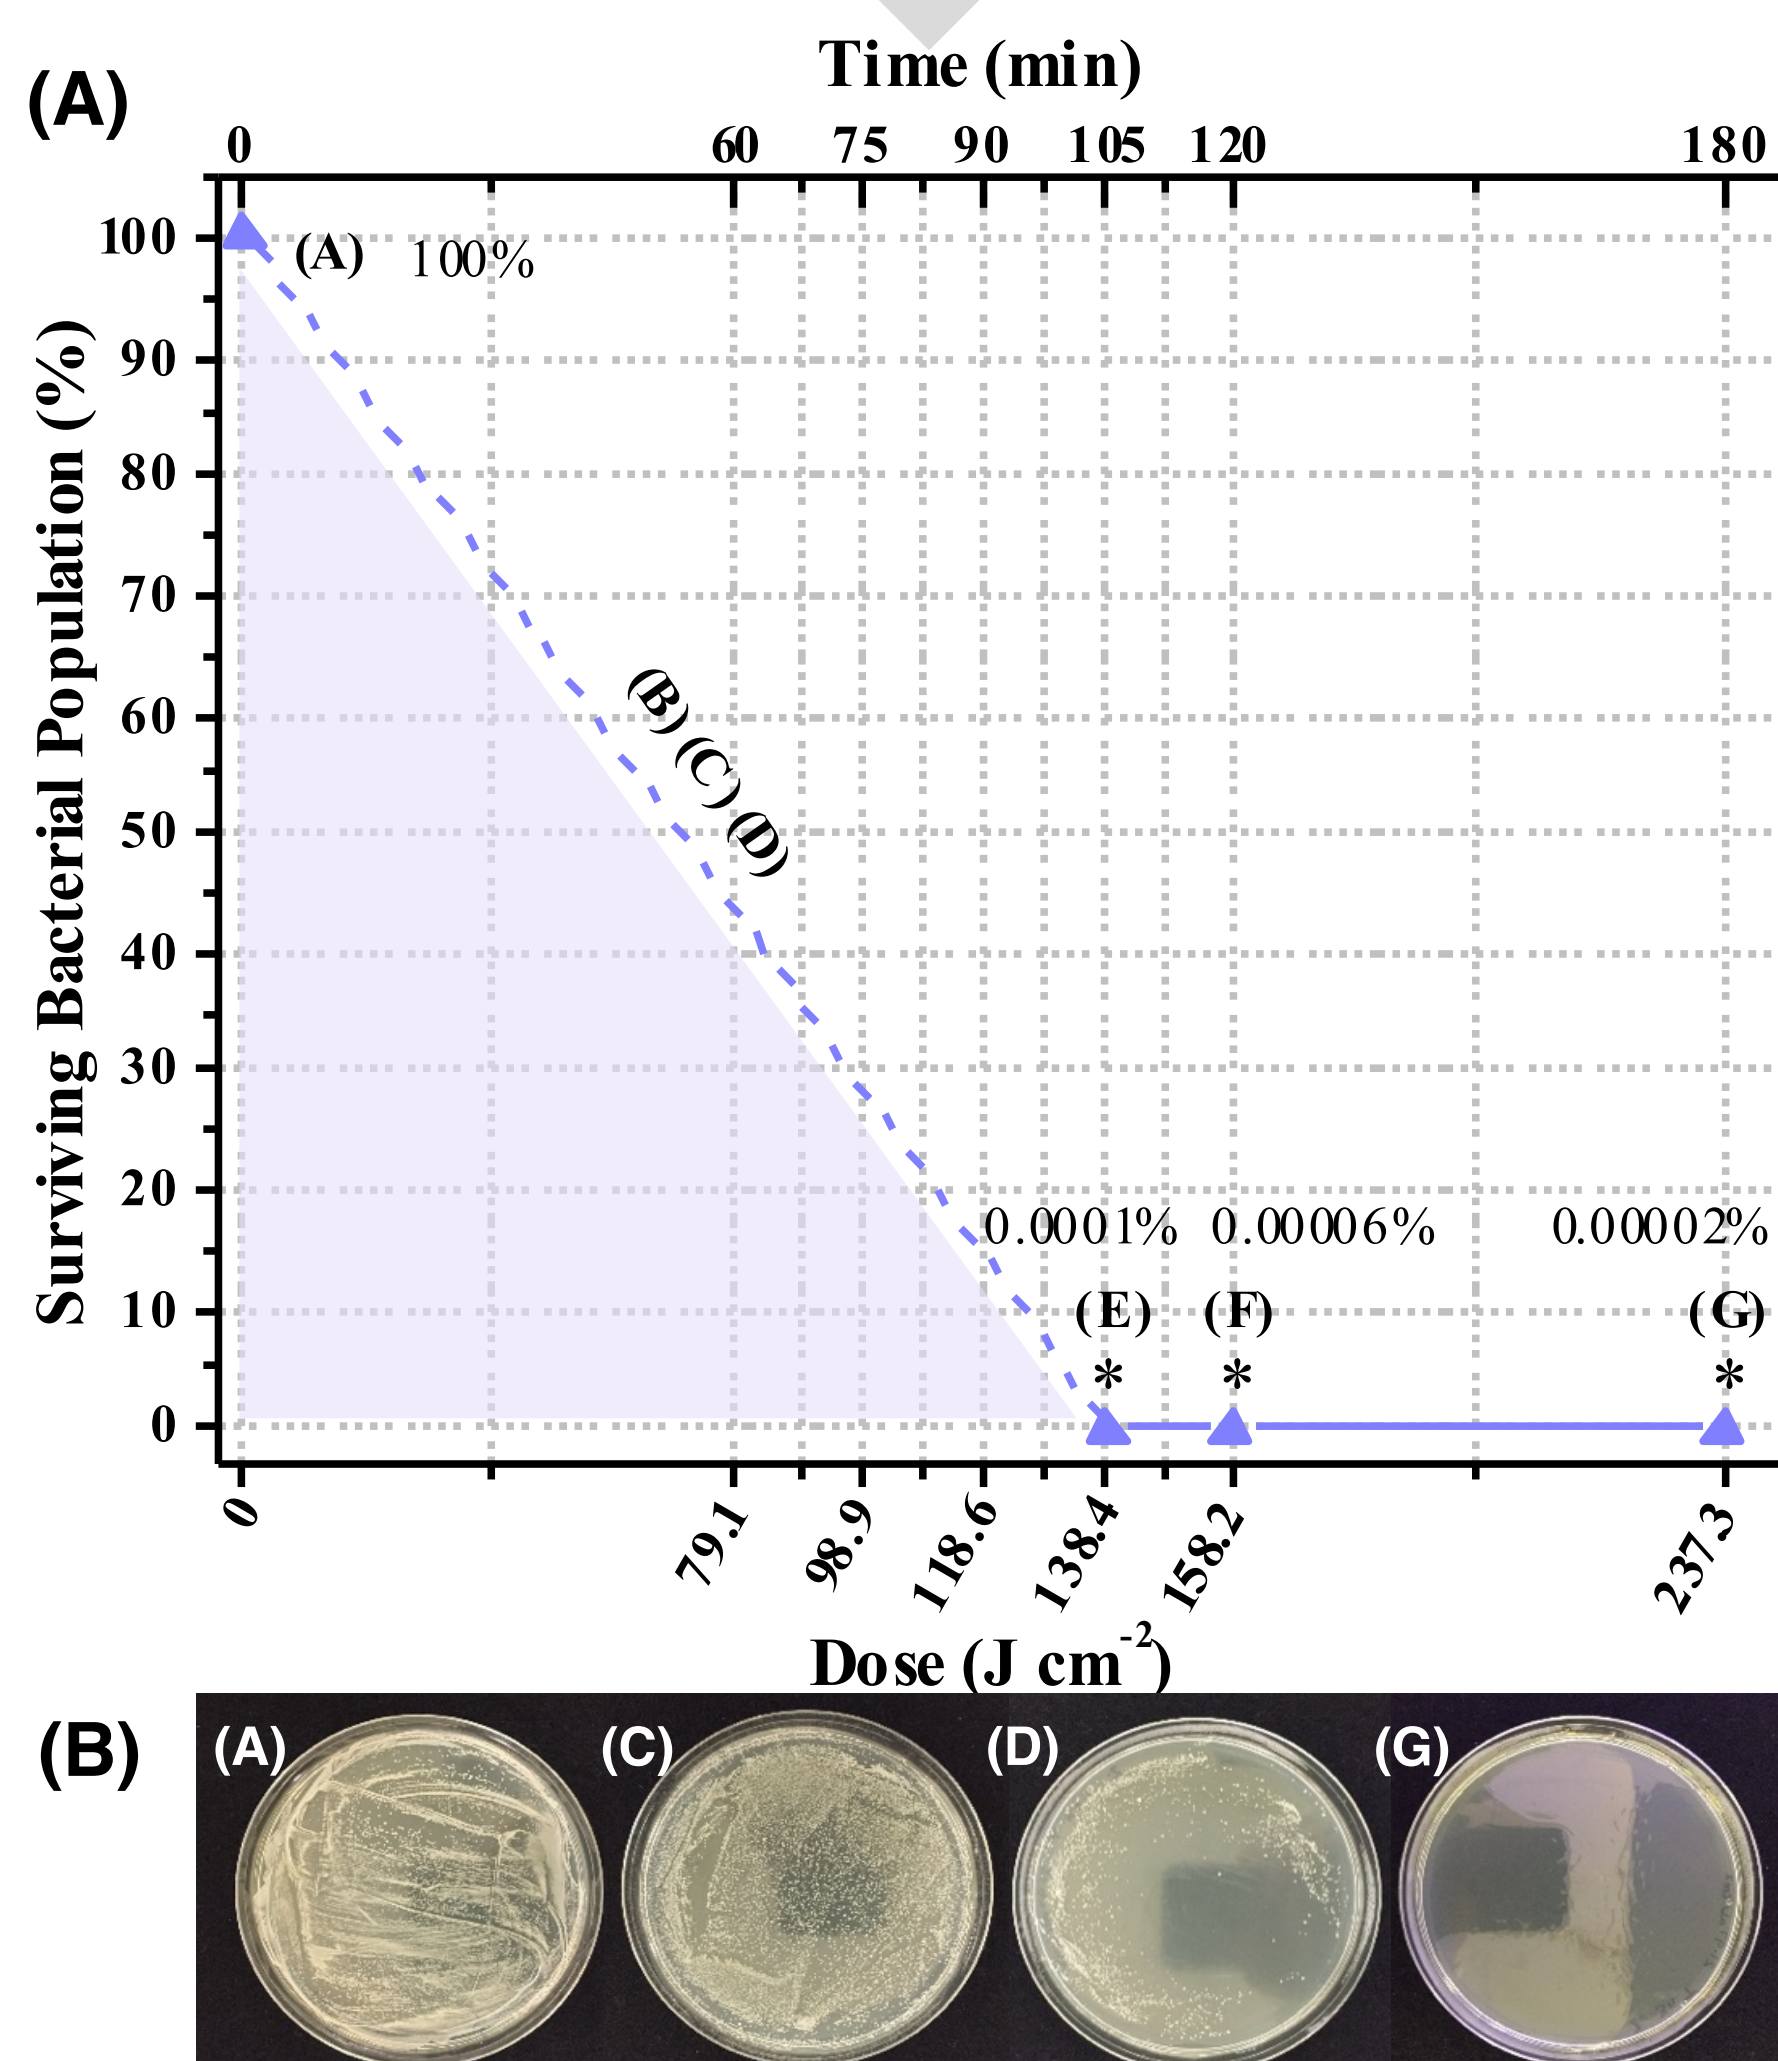 Time (min)
(A)
0 60 75 90 105 120 180
100
(A) 100%
90
80
70
60
50
40
30
20
10
0
Surviving Bacterial Population (%)
(B) (C) (D)
0.0001% 0.00006% 0.00002%
(E) (F) (G)
* * *
0 79.1 98.9 118.6 138.4 158.2 237.3
Dose (J cm-2)
(B)
(A) (C) (D) (G)